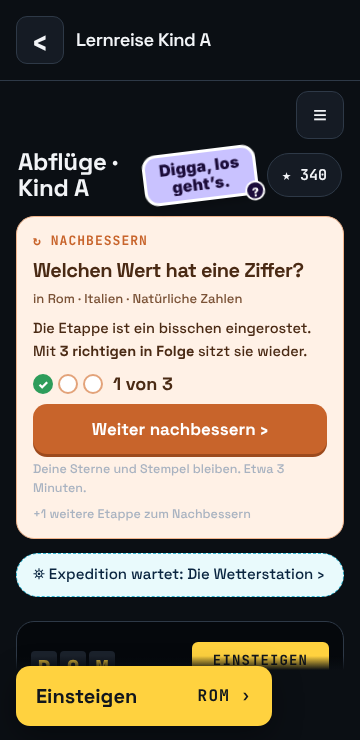 Lernreise Kind A
Abflüge ·
Kind A
Digga, los
geht's.
?
★ 340
↻ NACHBESSERN
Welchen Wert hat eine Ziffer?
in Rom · Italien · Natürliche Zahlen
Die Etappe ist ein bisschen eingerostet.
Mit 3 richtigen in Folge sitzt sie wieder.
1 von 3
Weiter nachbessern ›
Deine Sterne und Stempel bleiben. Etwa 3
Minuten.
+1 weitere Etappe zum Nachbessern
Expedition wartet: Die Wetterstation ›
ROM
EINSTEIGEN
Einsteigen
ROM ›